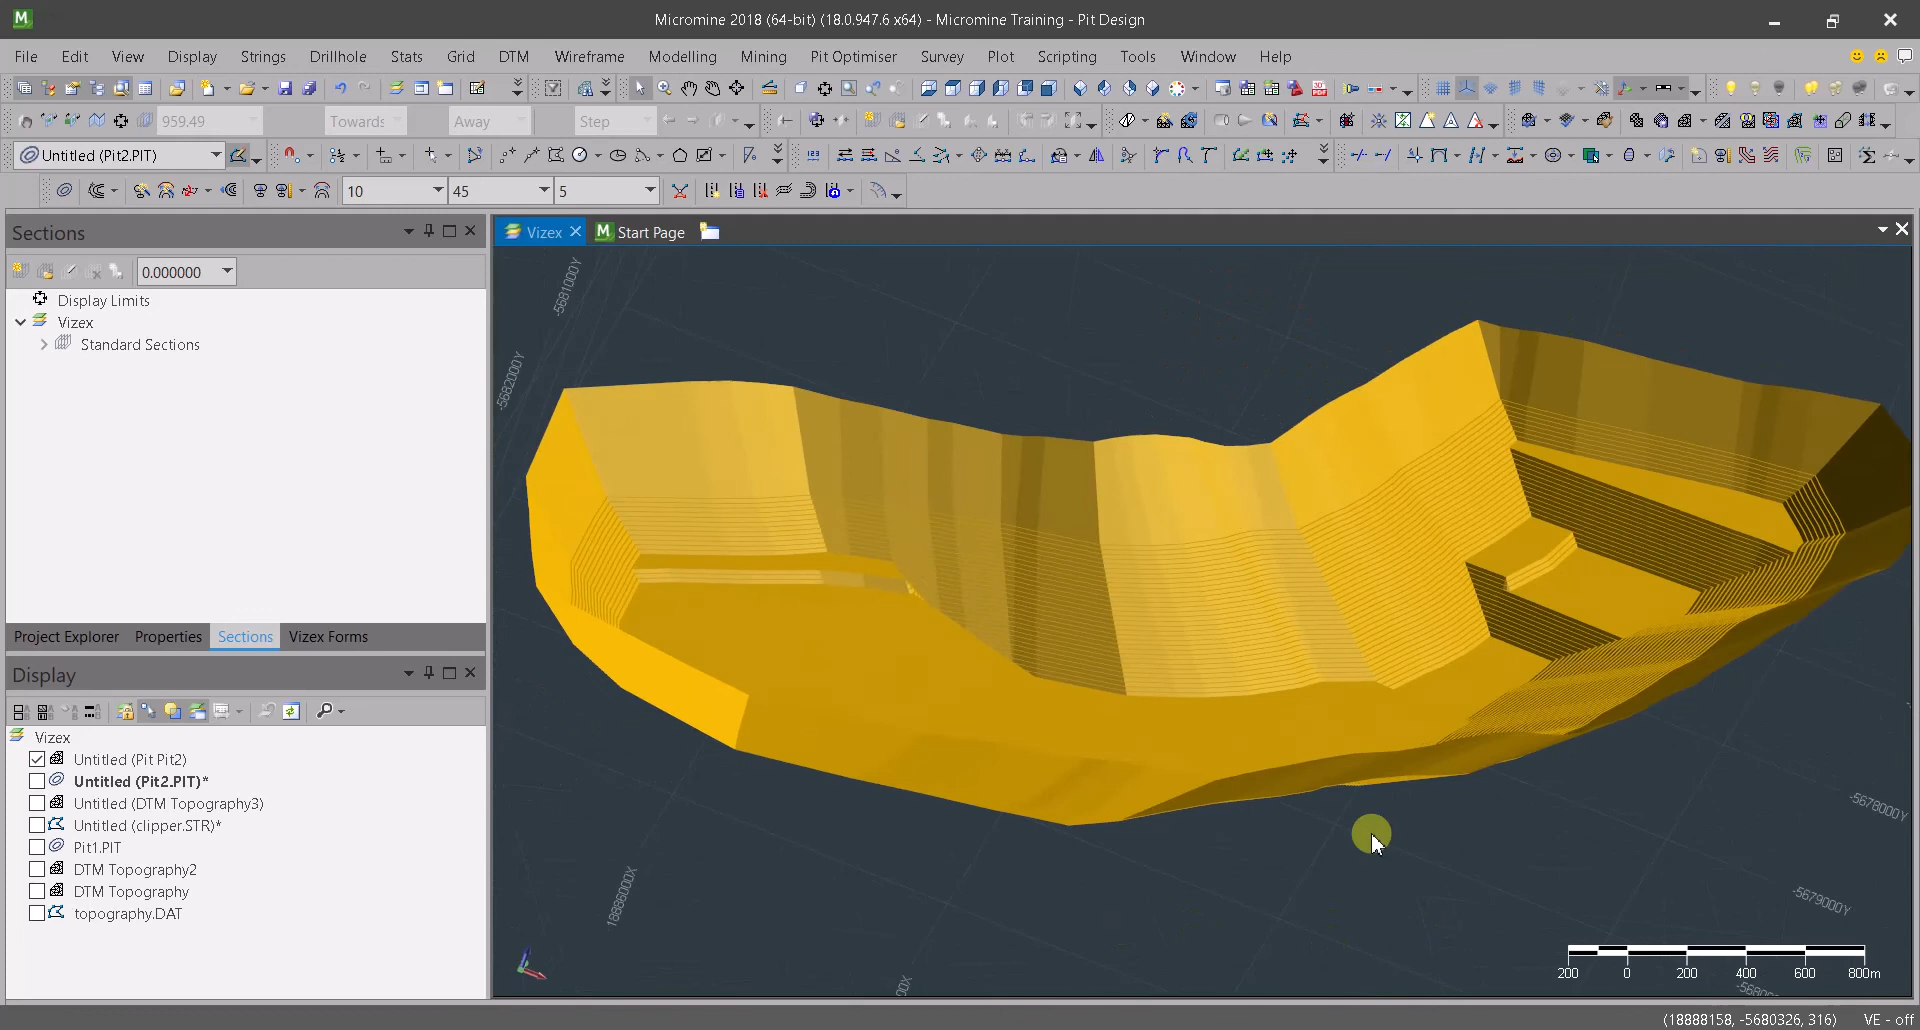 Micromine 2018 (64-bit) (18.0.947.6 x64) - Micromine Training - Pit Design
File Edit View Display Strings Drillhole Stats Grid DTM Wireframe Modelling Mining Pit Optimiser Survey Plot Scripting Tools Window Help
959.49 Towards Away Step
Untitled (Pit2.PIT)
10 45 5
Sections
Vizex Start Page
0.000000
Display Limits
Vizex
Standard Sections
Project Explorer Properties Sections Vizex Forms
Display
Vizex
Untitled (Pit Pit2)
Untitled (Pit2.PIT)*
Untitled (DTM Topography3)
Untitled (clipper.STR)*
Pit1.PIT
DTM Topography2
DTM Topography
topography.DAT
-5681000Y
-5682000Y
18886000X
-5678000Y
-5679000Y
200 0 200 400 600 800m
(18888158, -5680326, 316) VE - off